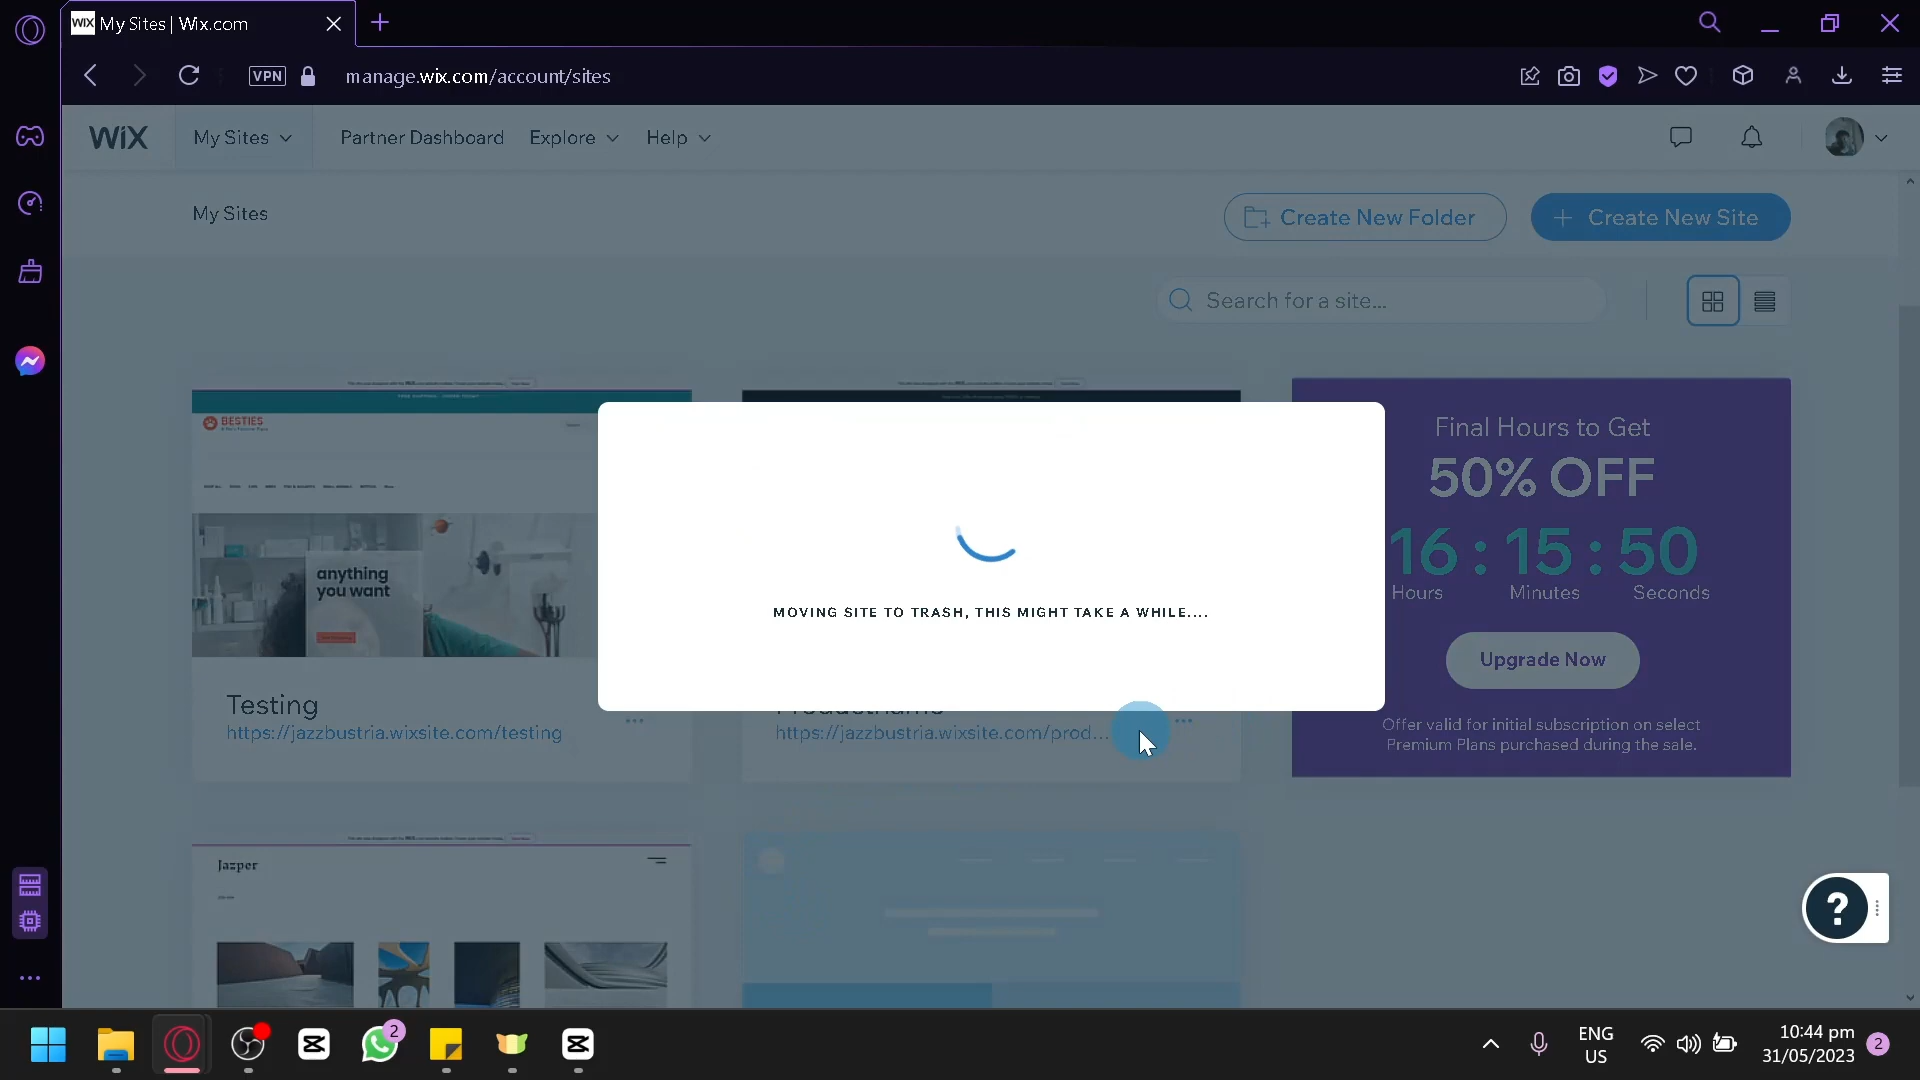 WIX My Sites | Wix.com
VPN manage.wix.com/account/sites
WiX My Sites Partner Dashboard Explore Help
My Sites
Create New Folder
+ Create New Site
Search for a site...
BESTIES
anything
you want
MOVING SITE TO TRASH, THIS MIGHT TAKE A WHILE....
Final Hours to Get
50% OFF
16 : 15 : 50
Hours Minutes Seconds
Upgrade Now
Offer valid for initial subscription on select
Premium Plans purchased during the sale.
Testing
https://jazzbustria.wixsite.com/testing
https://jazzbustria.wixsite.com/prod...
Jazper
?
2
ENG
US
10:44 pm
31/05/2023
2